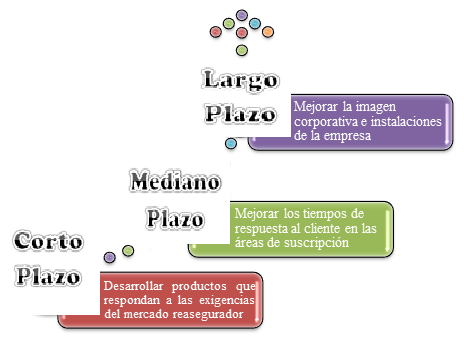 Largo
Plazo
Mejorar la imagen
corporativa e instalaciones
de la empresa
Mediano
Plazo
Mejorar los tiempos de
respuesta al cliente en las
áreas de suscripción
Corto
Plazo
Desarrollar productos que
respondan a las exigencias
del mercado reasegurador